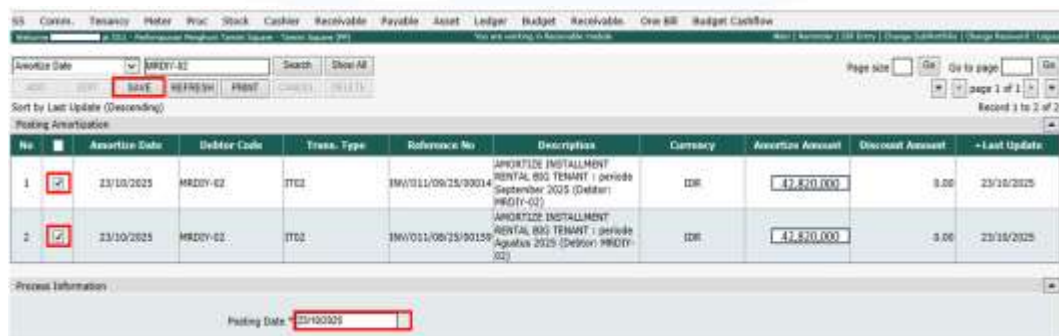 SS Comm. Tenancy Meter Proc Stock Cashier Receivable Payable Asset Ledger Budget Receivable. One Bill Budget Cashflow
Welcome
You are working in Receivable module
Amortize Date MRDIY-02 Search Show All Page size Go Go to page Go
ADD EDIT SAVE REFRESH PRINT CANCEL DELETE page 1 of 1
Sort by Last Update (Descending) Record 1 to 2 of 2
Posting Amortization
No. Amortize Date Debtor Code Trans. Type Reference No Description Currency Amortize Amount Discount Amount Last Update
1 23/10/2025 MRDIY-02 IT02 INV/011/09/25/00014 AMORTIZE INSTALLMENT RENTAL BIG TENANT : periode September 2025 (Debtor: MRDIY-02) IDR 42,820,000 0.00 23/10/2025
2 23/10/2025 MRDIY-02 IT02 AMORTIZE INSTALLMENT RENTAL BIG TENANT : periode Agustus 2025 (Debtor: MRDIY-02) IDR 42,820,000 0.00 23/10/2025
Process Information
Posting Date * 23/10/2025